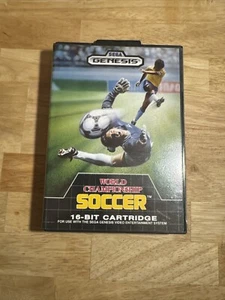 SEGA
GENESIS
WORLD
CHAMPIONSHIP
SOCCER
16-BIT CARTRIDGE
FOR USE WITH THE SEGA GENESIS VIDEO ENTERTAINMENT SYSTEM